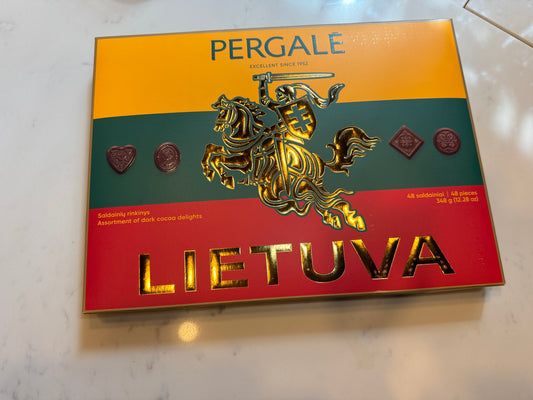 PERGALĖ
EXCELLENT SINCE 1952
Saldainių rinkinys
Assortment of dark cocoa delights
48 saldainiai | 48 pieces
348 g (12.28 oz)
LIETUVA